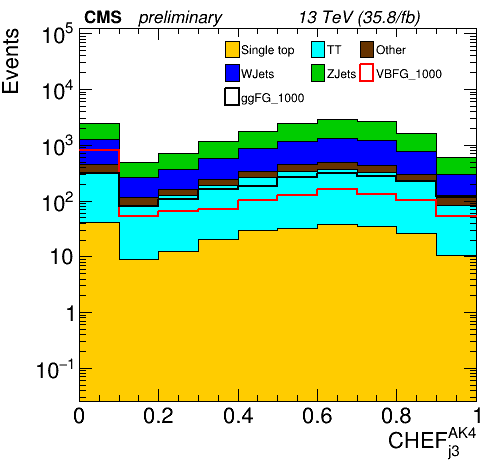 CMS preliminary 13 TeV (35.8/fb)
Events
Single top TT Other
WJets ZJets VBFG_1000
ggFG_1000
10^5
10^4
10^3
10^2
10
1
10^−1
0 0.2 0.4 0.6 0.8 1
CHEF^AK4_j3